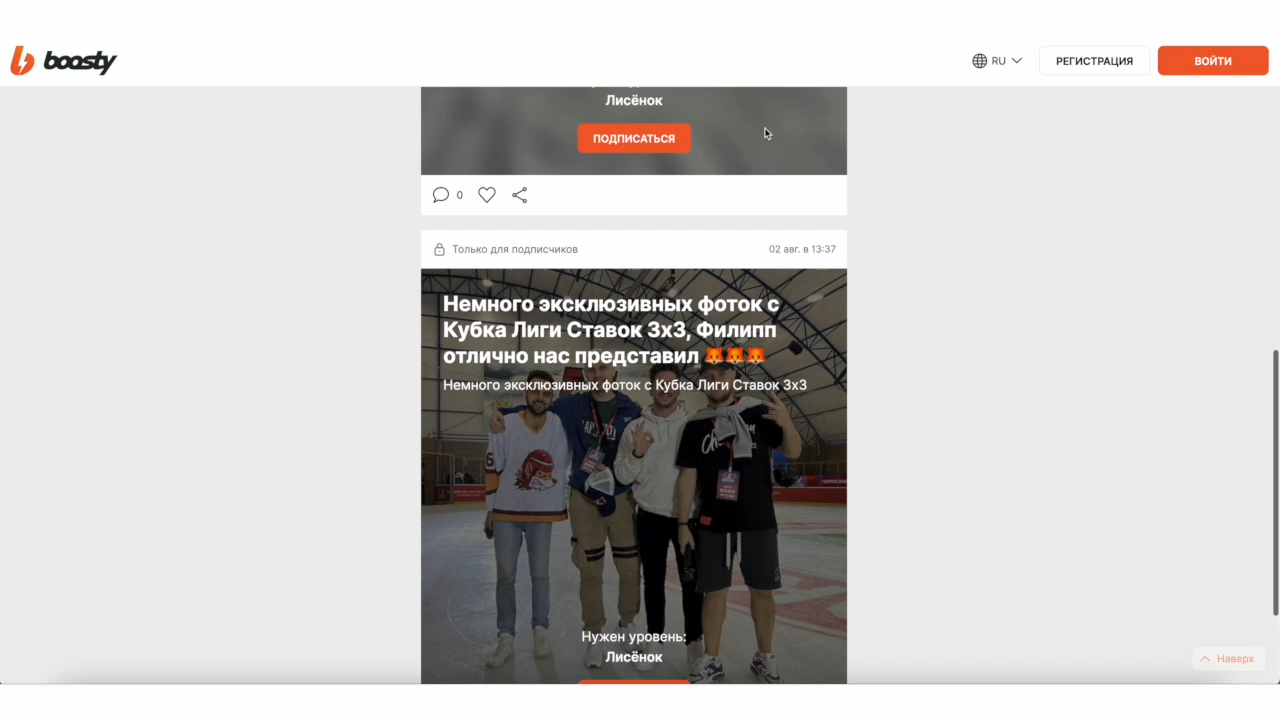 boosty
RU
РЕГИСТРАЦИЯ
ВОЙТИ
Лисёнок
ПОДПИСАТЬСЯ
0
Только для подписчиков
02 авг. в 13:37
Немного эксклюзивных фоток с
Кубка Лиги Ставок 3х3, Филипп
отлично нас представил 🦊🦊🦊
Немного эксклюзивных фоток с Кубка Лиги Ставок 3х3
Нужен уровень:
Лисёнок
Наверх